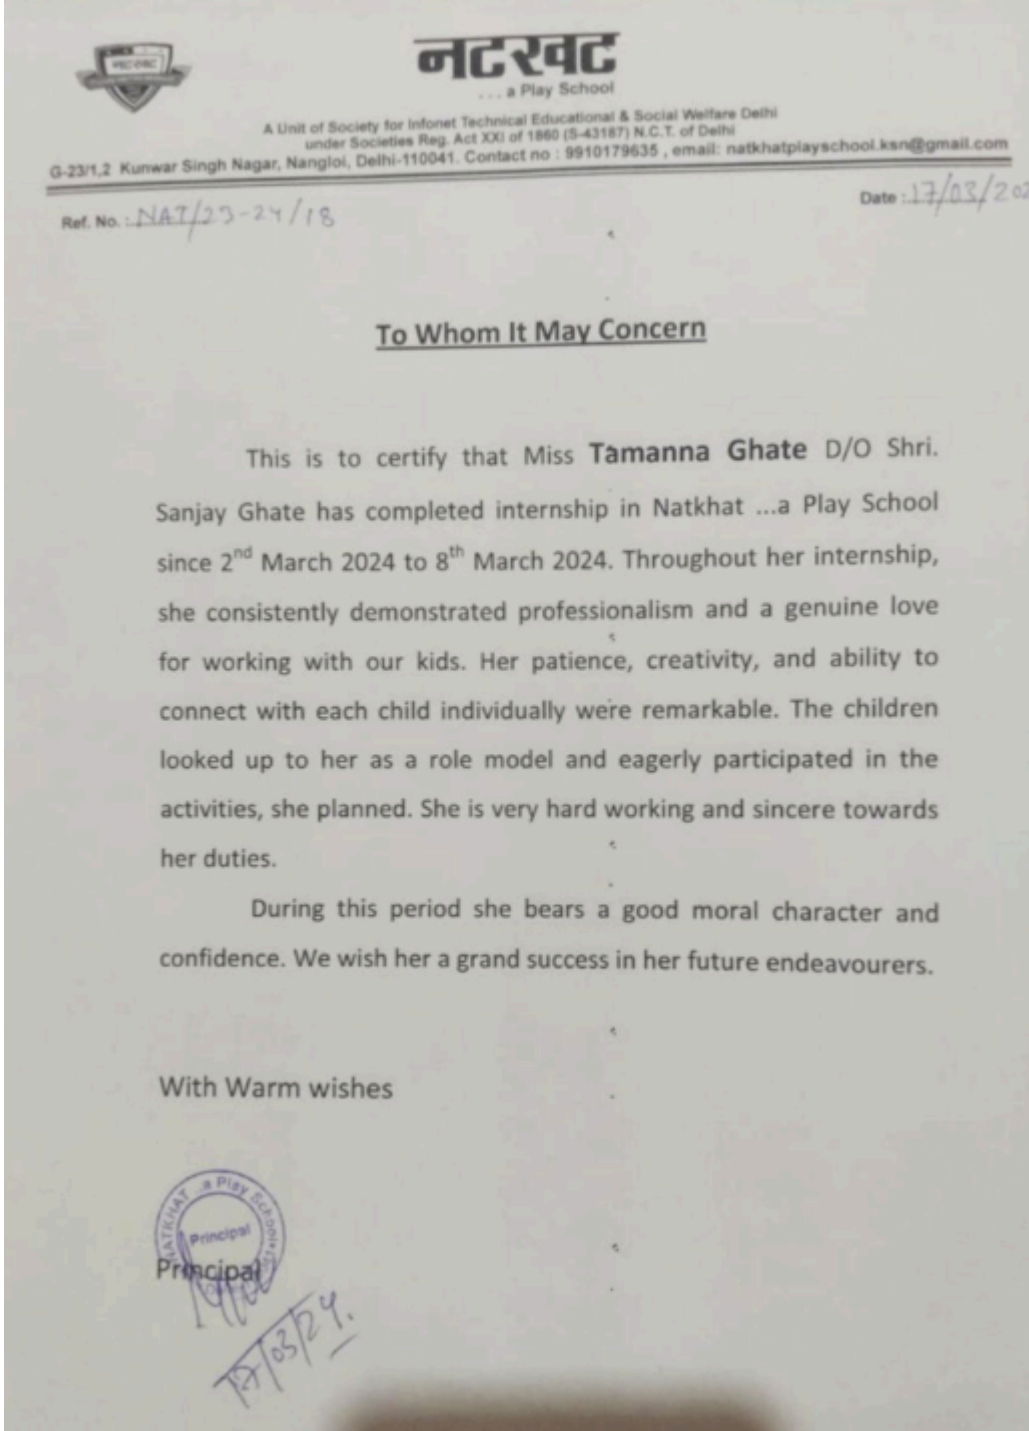 नटखट
नटखट
... a Play School
A Unit of Society for Infonet Technical Educational & Social Welfare Delhi
under Societies Reg. Act XXI of 1860 (S-43187) N.C.T. of Delhi
G-23/1,2 Kunwar Singh Nagar, Nangloi, Delhi-110041. Contact no : 9910179635 , email: natkhatplayschool.ksn@gmail.com
Ref. No. : NAT/23-24/18
Date : 17/03/202
To Whom It May Concern
This is to certify that Miss Tamanna Ghate D/O Shri.
Sanjay Ghate has completed internship in Natkhat ...a Play School
since 2nd March 2024 to 8th March 2024. Throughout her internship,
she consistently demonstrated professionalism and a genuine love
for working with our kids. Her patience, creativity, and ability to
connect with each child individually were remarkable. The children
looked up to her as a role model and eagerly participated in the
activities, she planned. She is very hard working and sincere towards
her duties.
During this period she bears a good moral character and
confidence. We wish her a grand success in her future endeavourers.
With Warm wishes
NATKHAT ..a Play School
Principal
Principal
17/03/24.